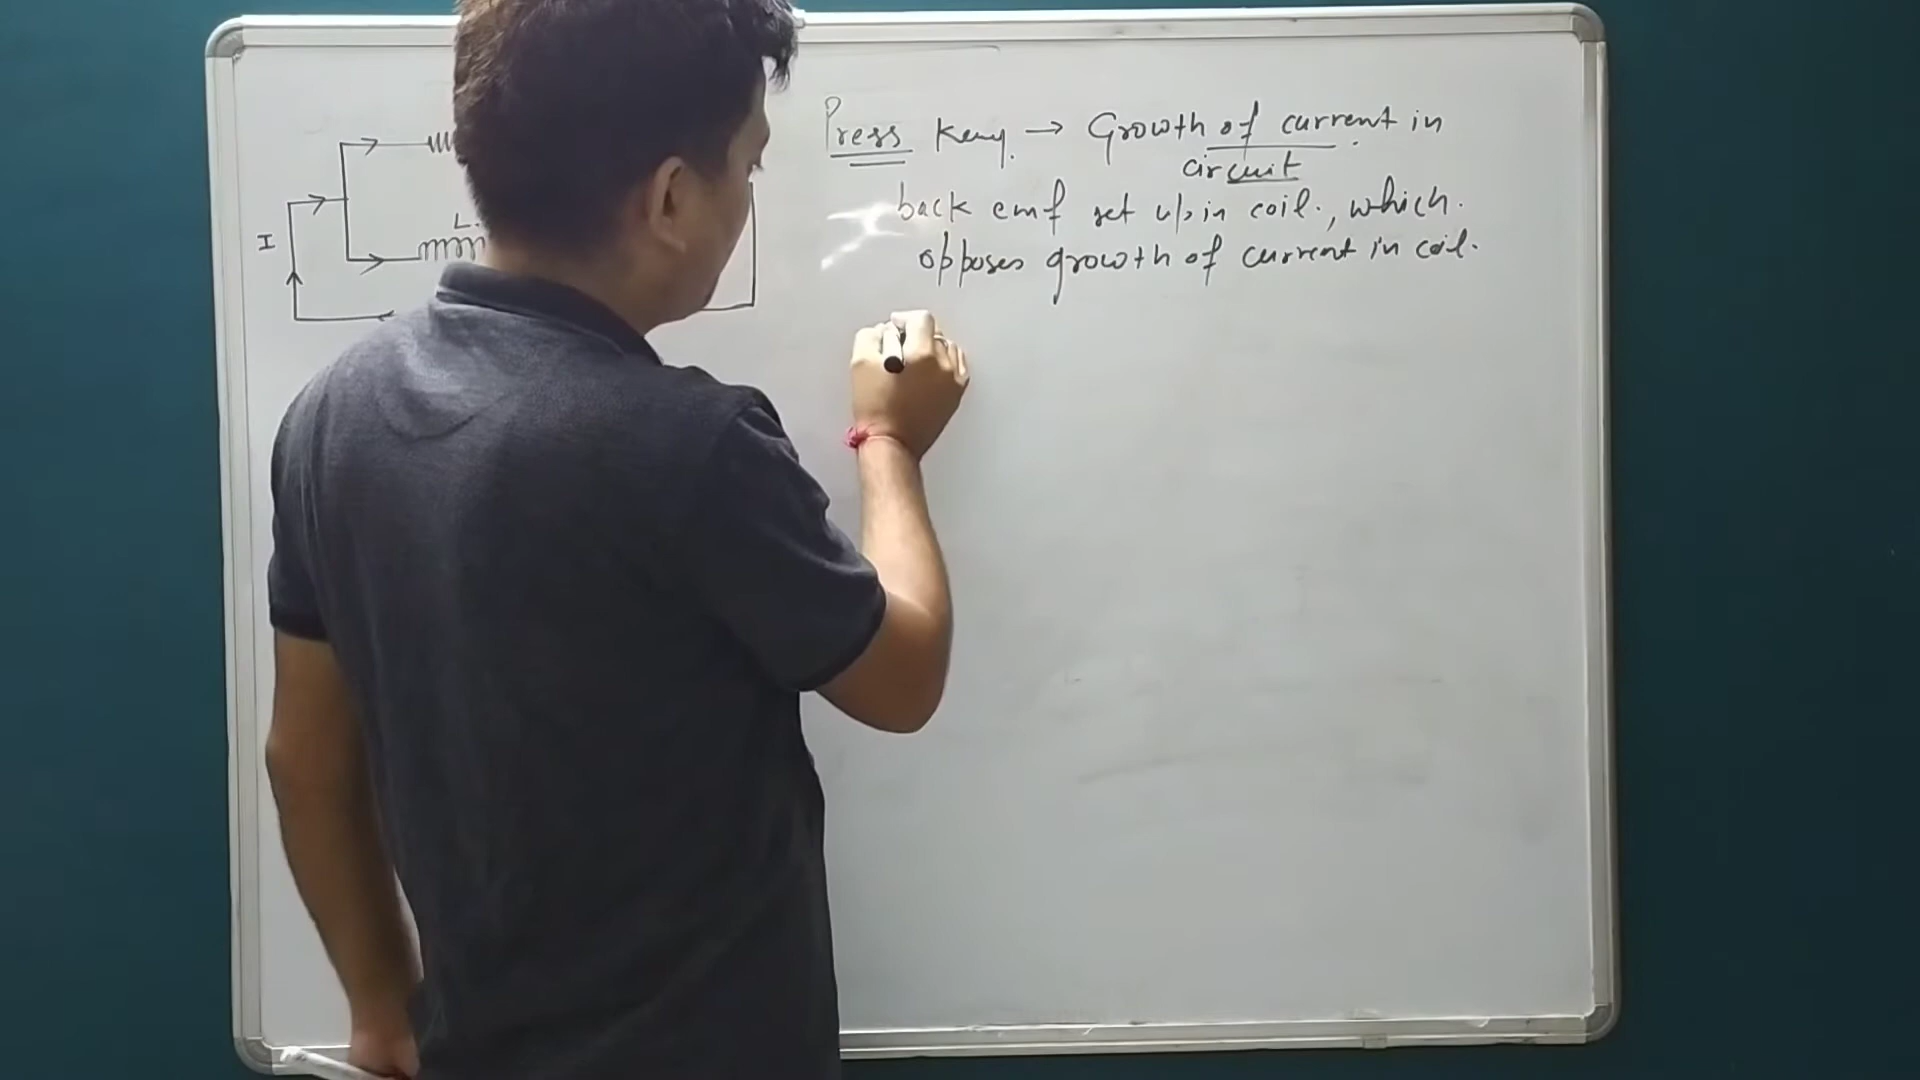 Press Key. → Growth of current in
circuit
back emf set up in coil., which.
opposes growth of current in coil.
I
L